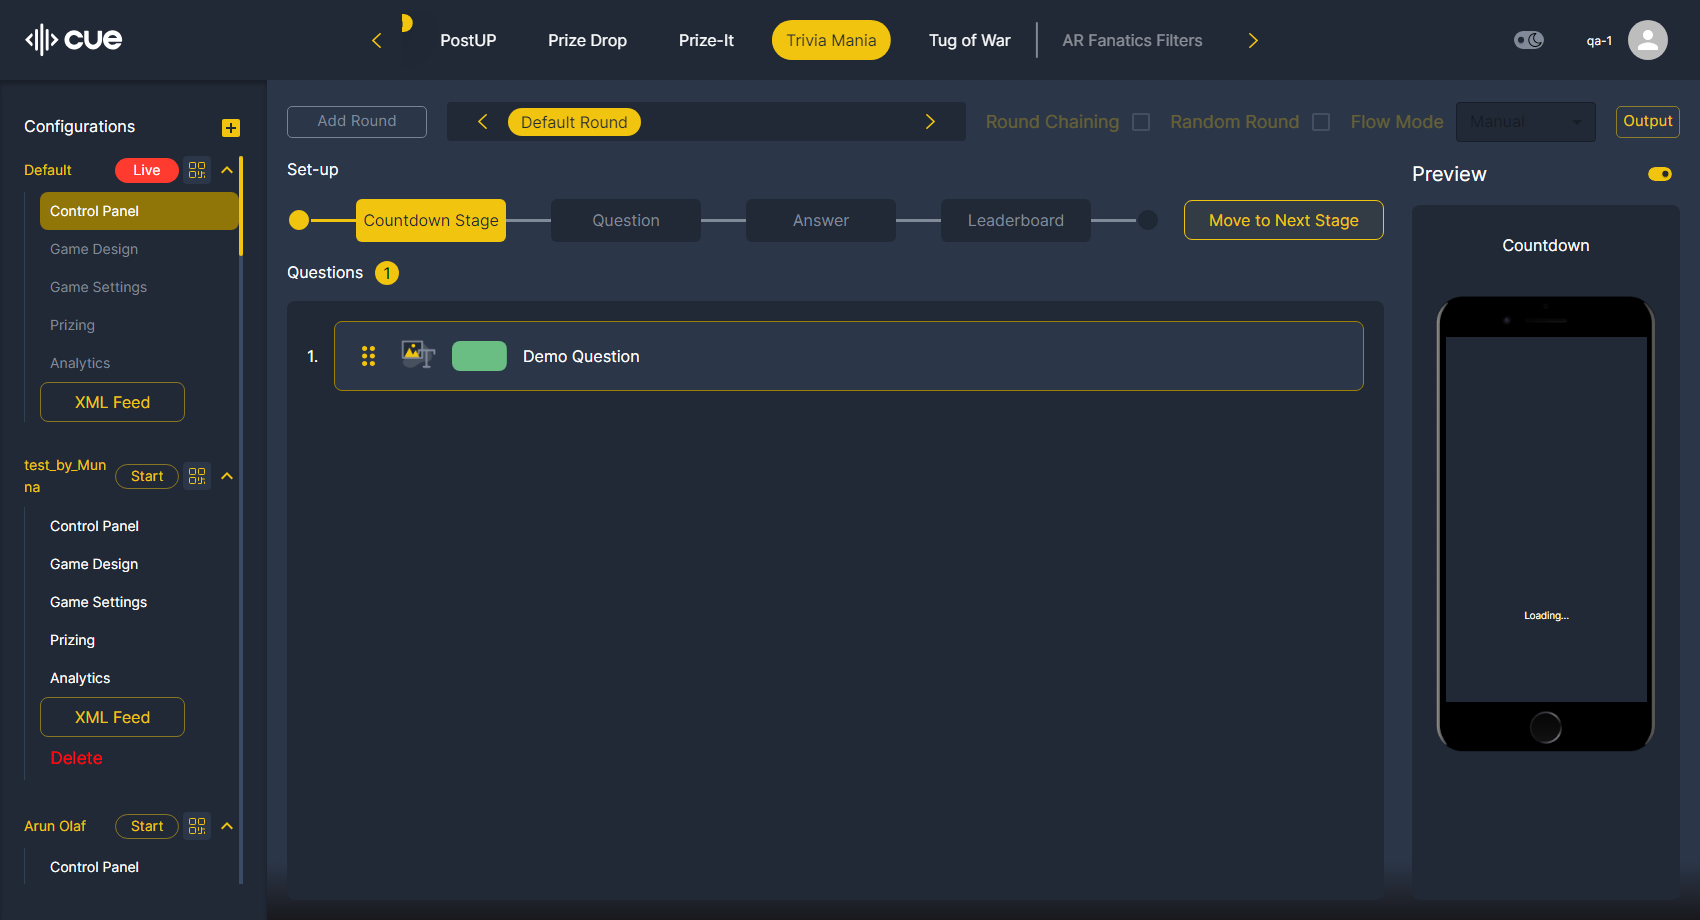 cue
PostUP
Prize Drop
Prize-It
Trivia Mania
Tug of War
AR Fanatics Filters
qa-1
Configurations
Default
Live
Control Panel
Game Design
Game Settings
Prizing
Analytics
XML Feed
test_by_Mun
na
Start
Control Panel
Game Design
Game Settings
Prizing
Analytics
XML Feed
Delete
Arun Olaf
Start
Control Panel
Add Round
Default Round
Round Chaining
Random Round
Flow Mode
Manual
Output
Set-up
Countdown Stage
Question
Answer
Leaderboard
Move to Next Stage
Questions 1
1.
Demo Question
Preview
Countdown
Loading...